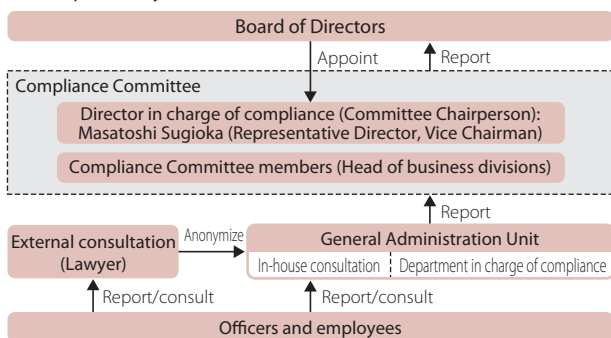 Board of Directors
Appoint
Report
Compliance Committee
Director in charge of compliance (Committee Chairperson):
Masatoshi Sugioka (Representative Director, Vice Chairman)
Compliance Committee members (Head of business divisions)
Report
External consultation
(Lawyer)
Anonymize
General Administration Unit
In-house consultation
Department in charge of compliance
Report/consult
Report/consult
Officers and employees